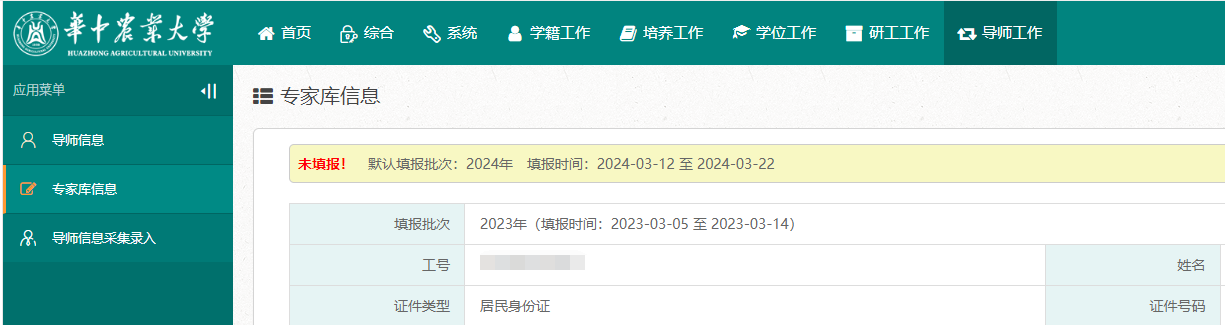 華中农業大学
HUAZHONG AGRICULTURAL UNIVERSITY
首页 综合 系统 学籍工作 培养工作 学位工作 研工工作 导师工作
应用菜单
导师信息
专家库信息
导师信息采集录入
专家库信息
未填报！ 默认填报批次：2024年 填报时间：2024-03-12 至 2024-03-22
填报批次 2023年（填报时间：2023-03-05 至 2023-03-14）
工号 姓名
证件类型 居民身份证 证件号码